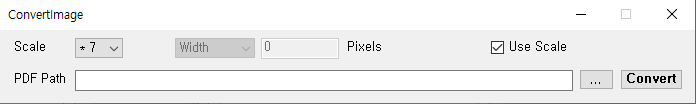 ConvertImage
Scale * 7 Width 0 Pixels Use Scale
PDF Path ... Convert